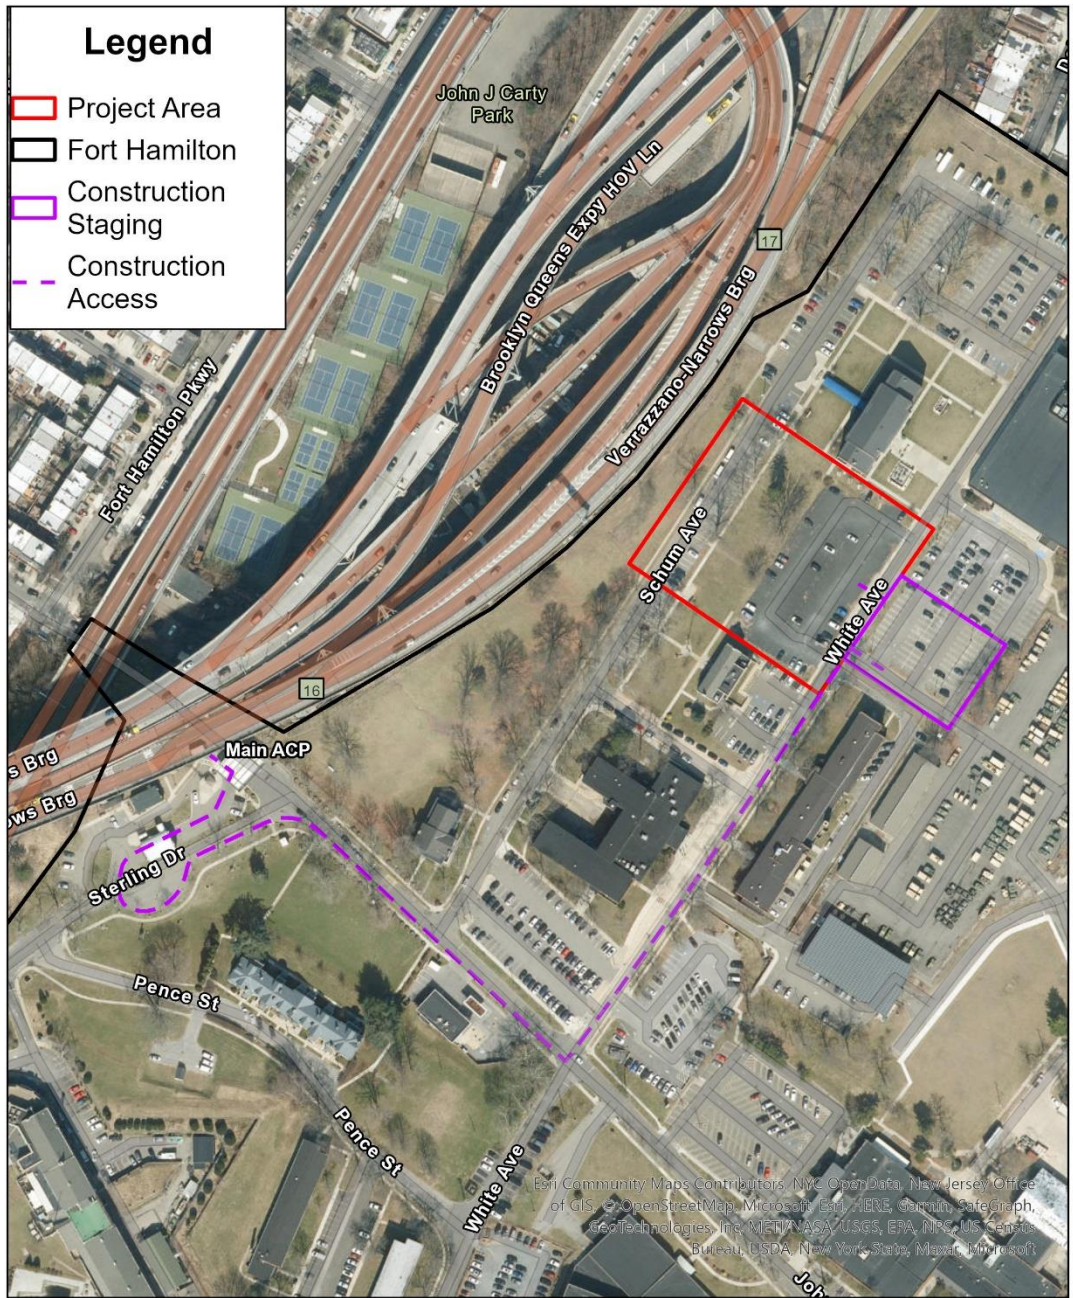 Legend
Project Area
Fort Hamilton
Construction
Staging
Construction
Access
John J Carty
Park
Brooklyn Queens Expy HOV Ln
17
Verrazzano-Narrows Brg
Fort Hamilton Pkwy
Schum Ave
White Ave
16
Main ACP
s Brg
ows Brg
Sterling Dr
Pence St
Pence St
White Ave
Esri Community Maps Contributors, NYC OpenData, New Jersey Office
of GIS, © OpenStreetMap, Microsoft, Esri, HERE, Garmin, SafeGraph,
GeoTechnologies, Inc, METI/NASA, USGS, EPA, NPS, US Census
Bureau, USDA, New York State, Maxar, Microsoft
Joh